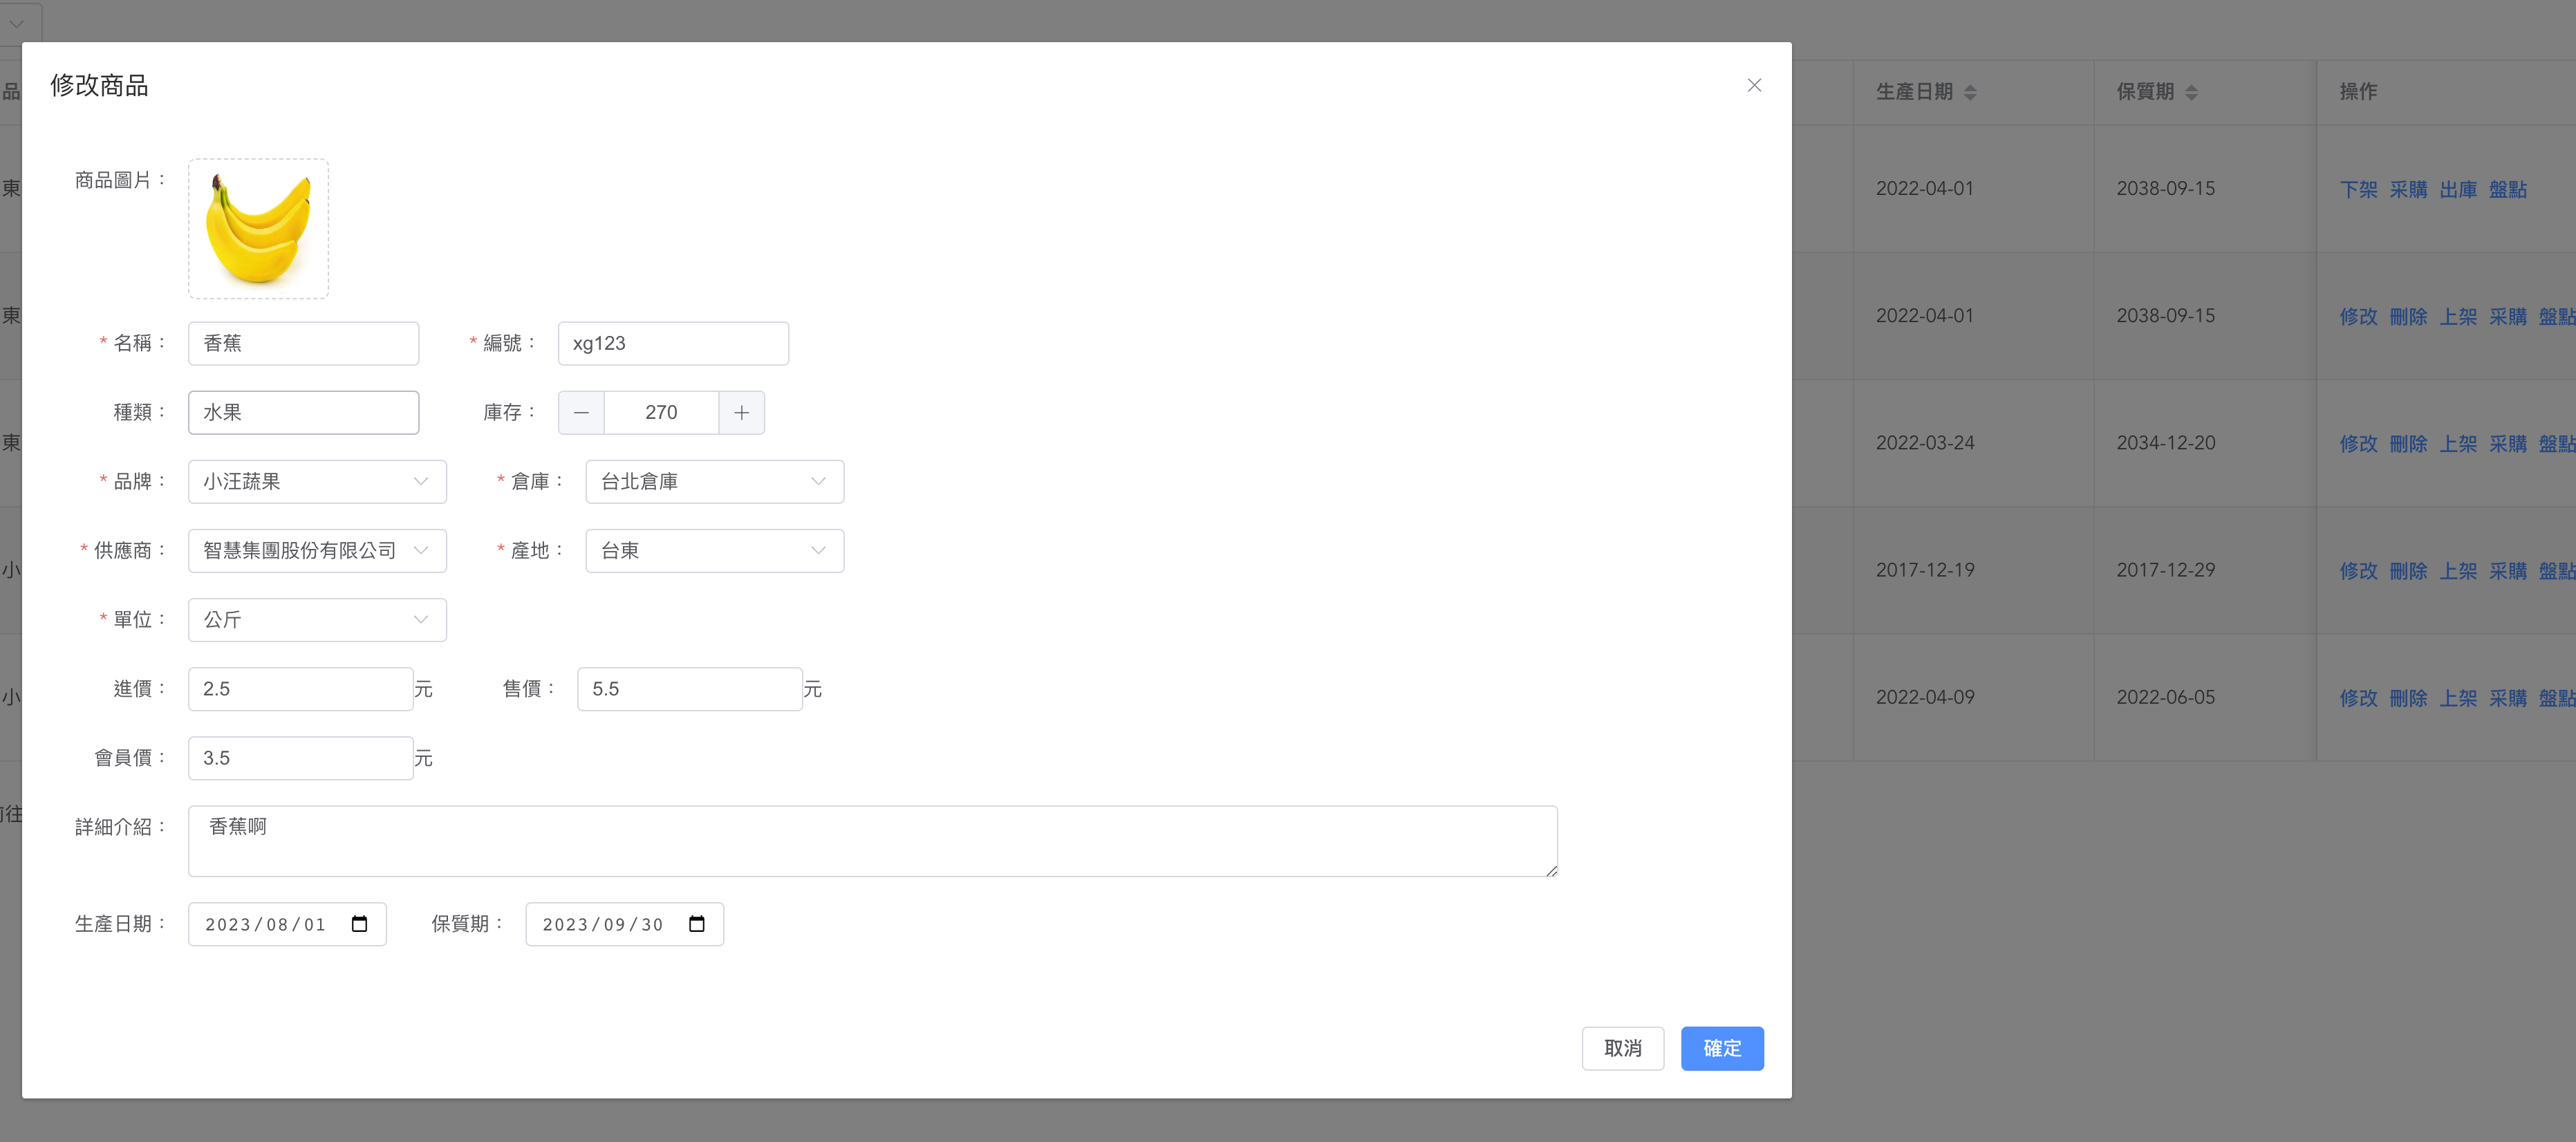 修改商品
商品圖片：
* 名稱： 香蕉 * 編號： xg123
種類： 水果 庫存： 270
* 品牌： 小汪蔬果 * 倉庫： 台北倉庫
* 供應商： 智慧集團股份有限公司 * 產地： 台東
* 單位： 公斤
進價： 2.5 元 售價： 5.5 元
會員價： 3.5 元
詳細介紹： 香蕉啊
生產日期： 2023/08/01 保質期： 2023/09/30
取消 確定
品 生產日期 保質期 操作
東 2022-04-01 2038-09-15 下架 采購 出庫 盤點
東 2022-04-01 2038-09-15 修改 刪除 上架 采購 盤點
東 2022-03-24 2034-12-20 修改 刪除 上架 采購 盤點
小 2017-12-19 2017-12-29 修改 刪除 上架 采購 盤點
小 2022-04-09 2022-06-05 修改 刪除 上架 采購 盤點
往